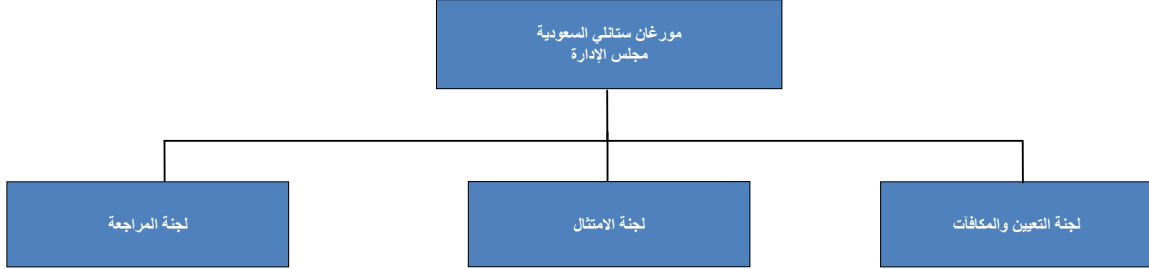 مورغان ستانلي السعودية
مجلس الإدارة
لجنة التعيين والمكافآت
لجنة الامتثال
لجنة المراجعة